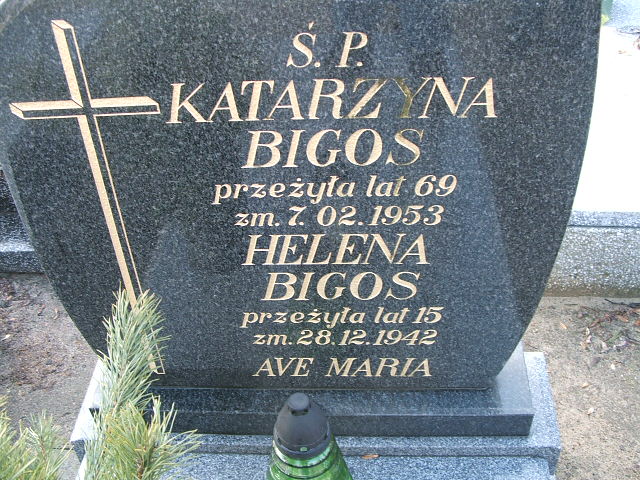 Ś. P.
KATARZYNA
BIGOS
przeżyła lat 69
zm. 7. 02. 1953
HELENA
BIGOS
przeżyła lat 15
zm. 28. 12. 1942
AVE MARIA